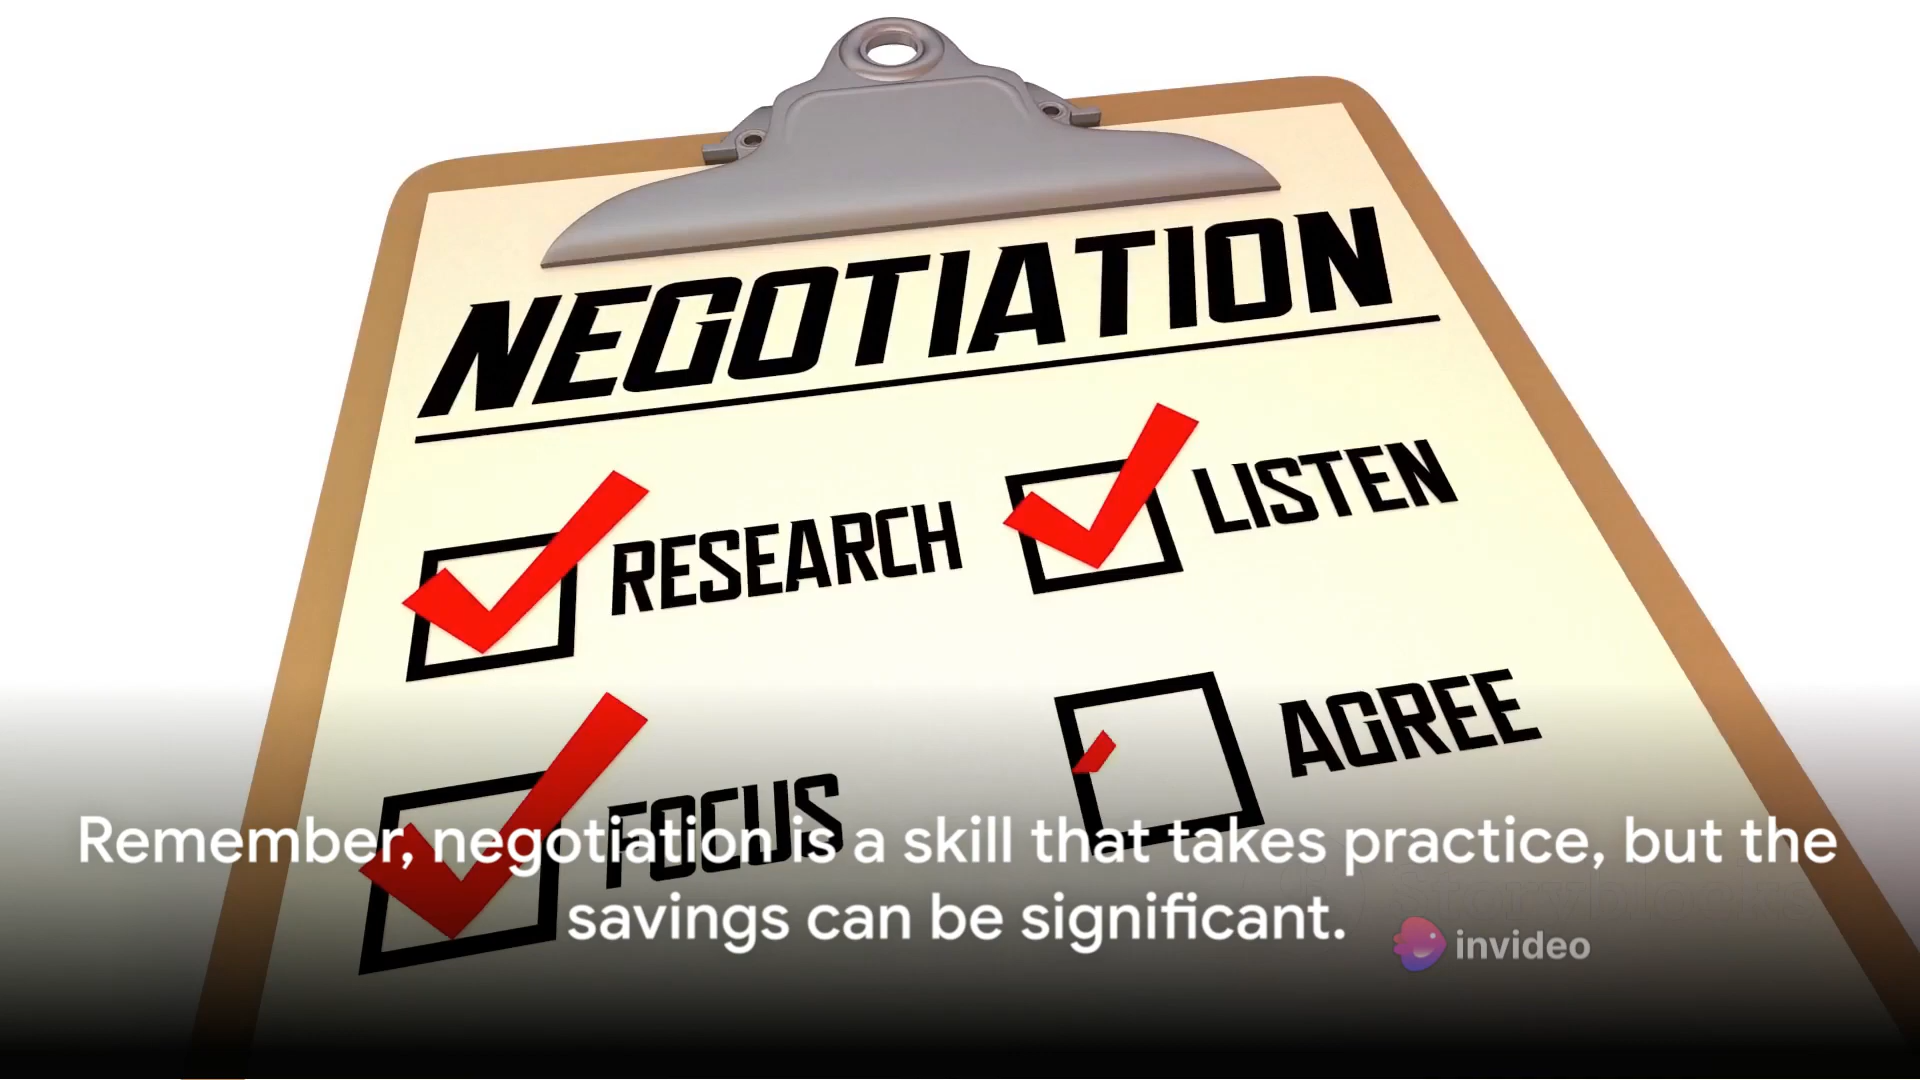 NEGOTIATION
RESEARCH
LISTEN
FOCUS
AGREE
Remember, negotiation is a skill that takes practice, but the
savings can be significant.
invideo